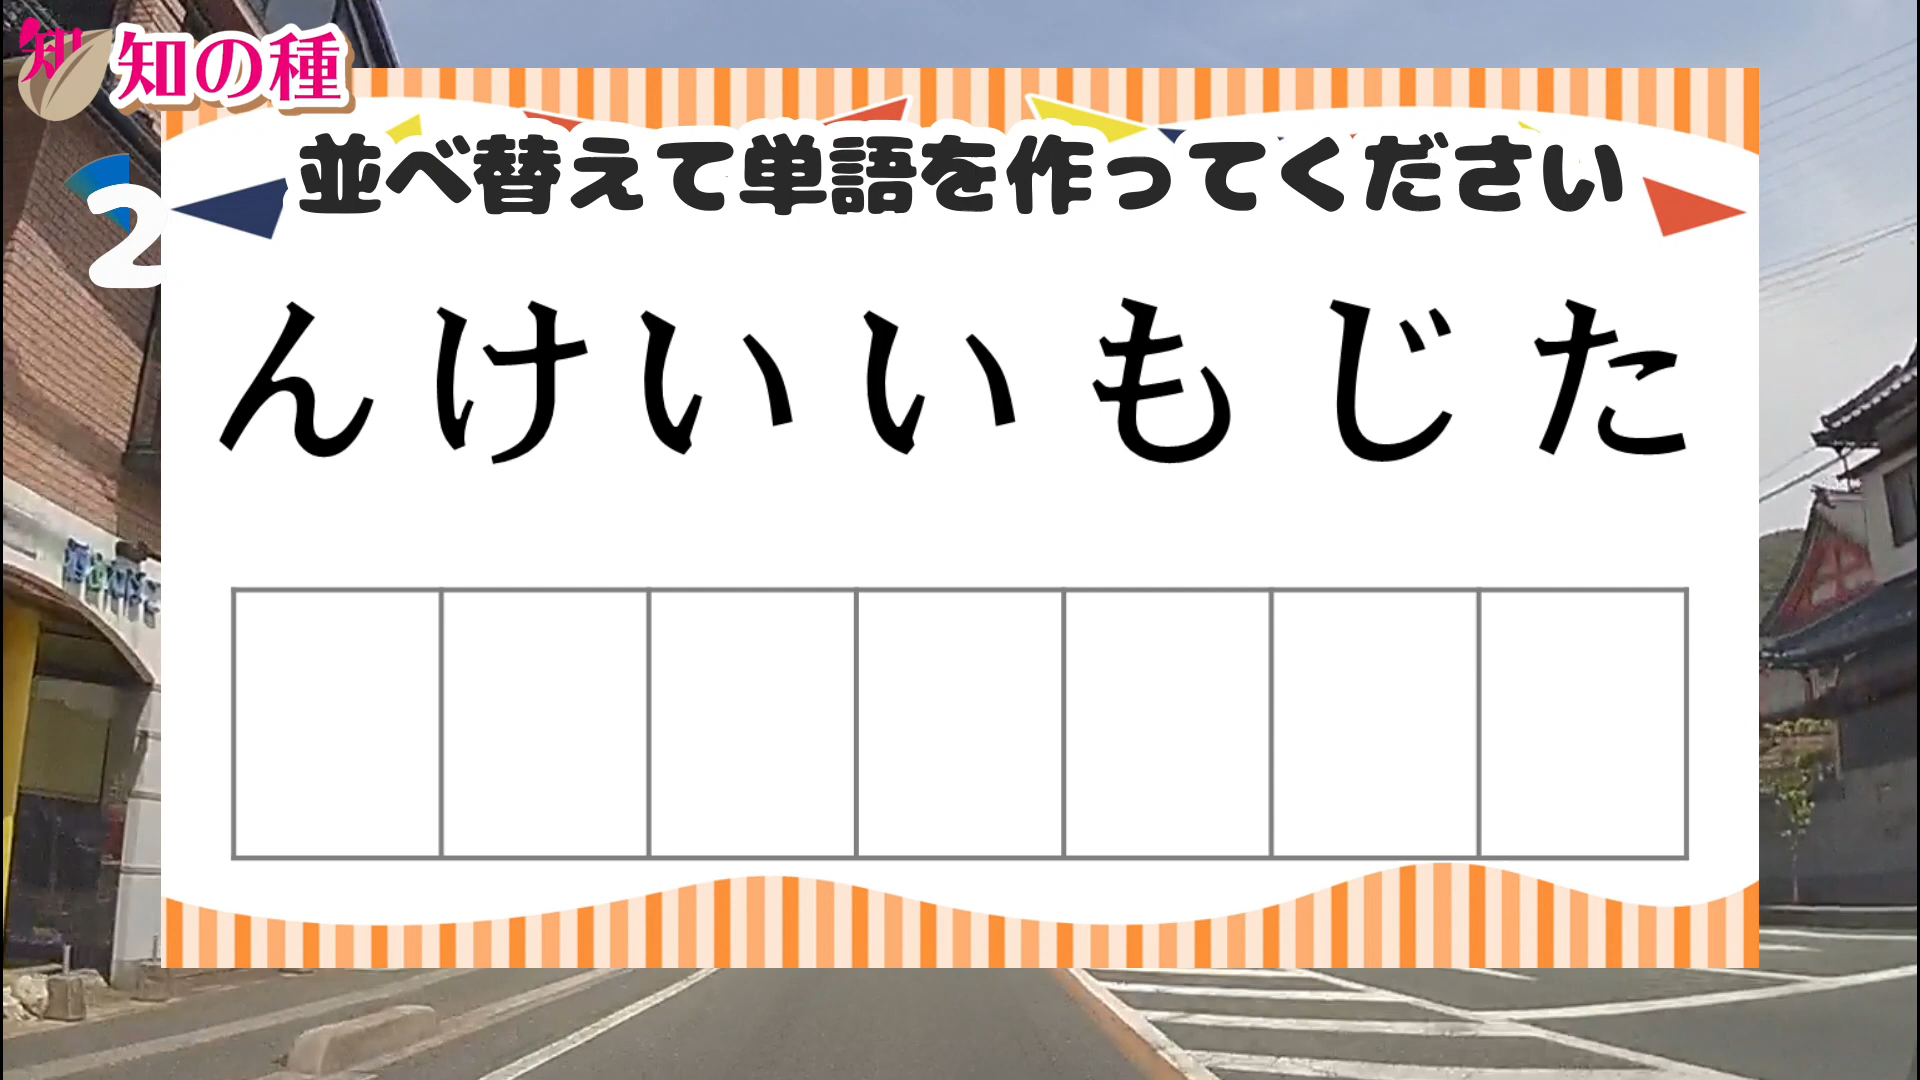 知 知の種
並べ替えて単語を作ってください
2
んけいいもじた